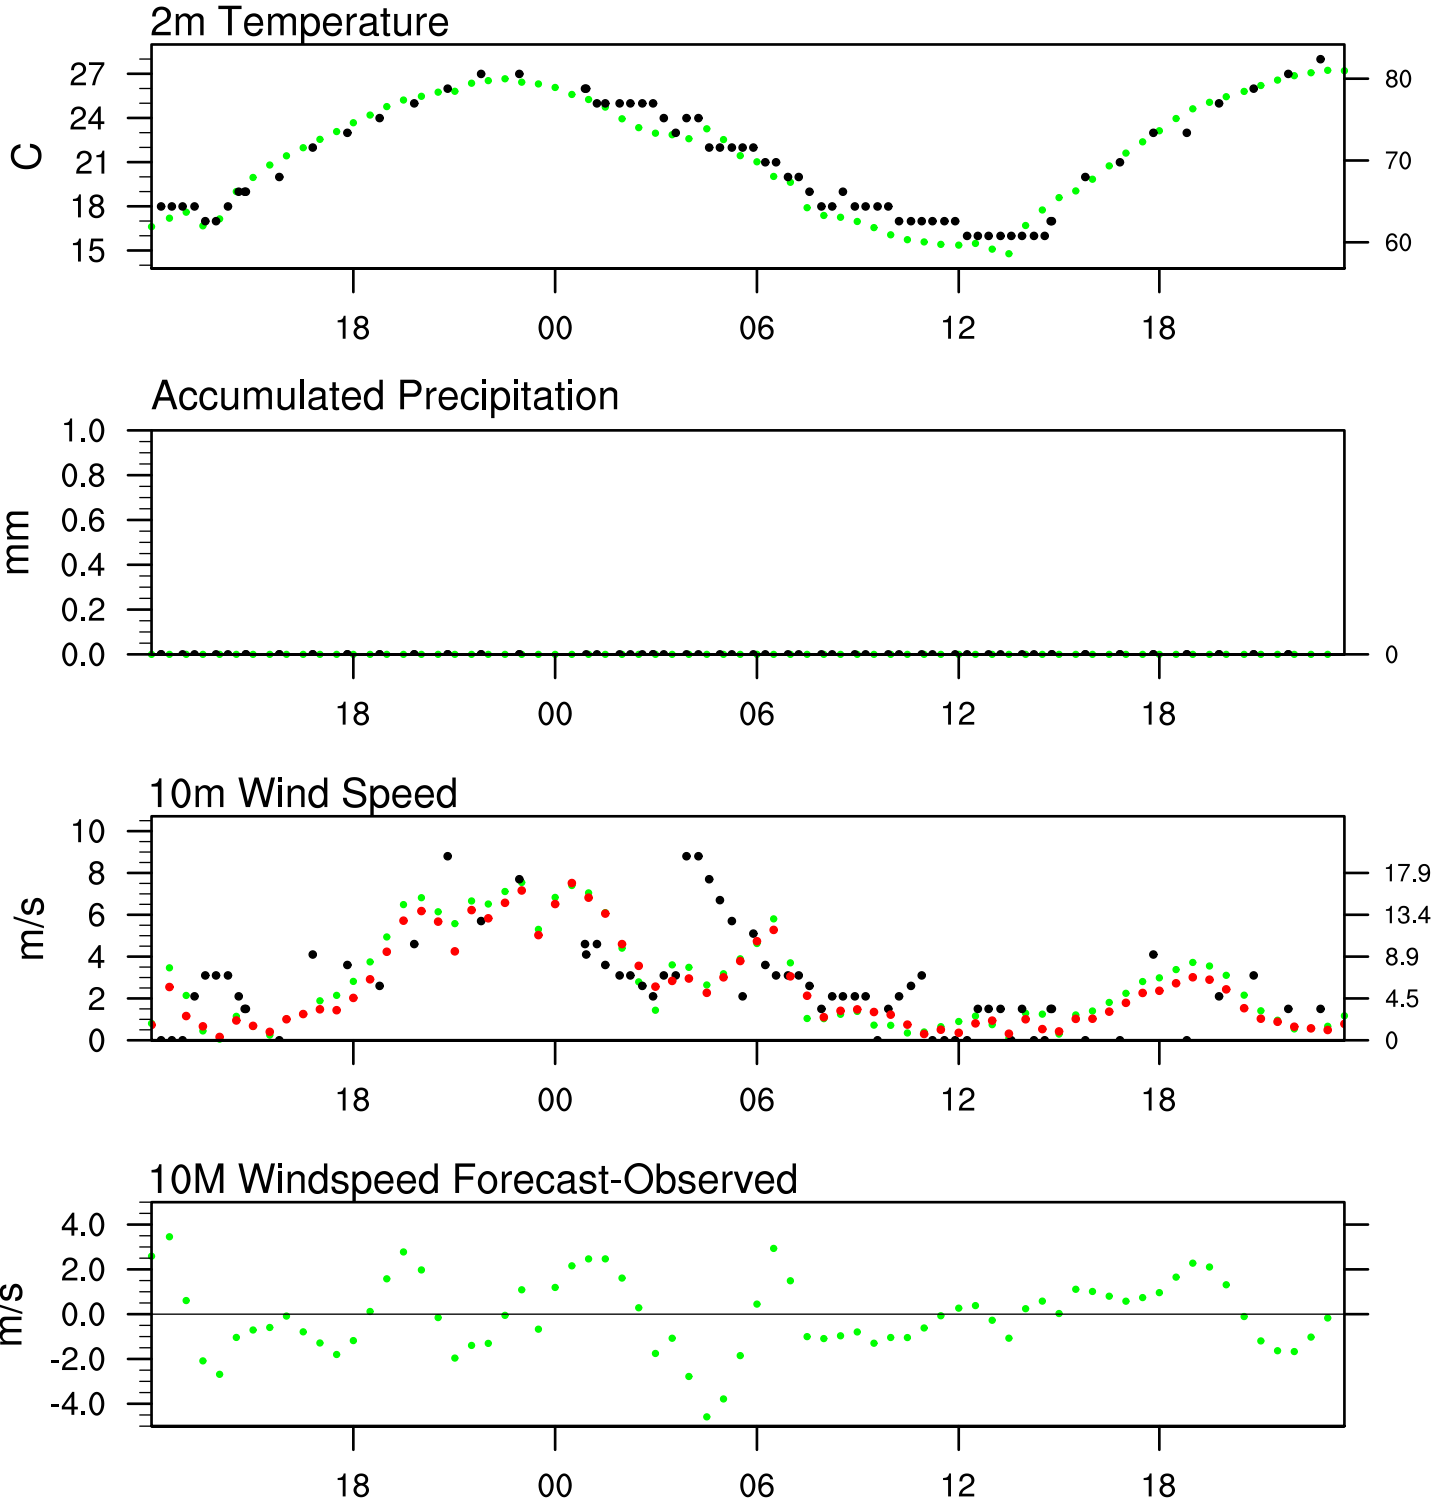 2m Temperature
27
24
21
18
15
C
80
70
60
18 00 06 12 18
Accumulated Precipitation
1.0
0.8
0.6
0.4
0.2
0.0
mm
0
18 00 06 12 18
10m Wind Speed
10
8
6
4
2
0
m/s
17.9
13.4
8.9
4.5
0
18 00 06 12 18
10M Windspeed Forecast-Observed
4.0
2.0
0.0
-2.0
-4.0
m/s
18 00 06 12 18